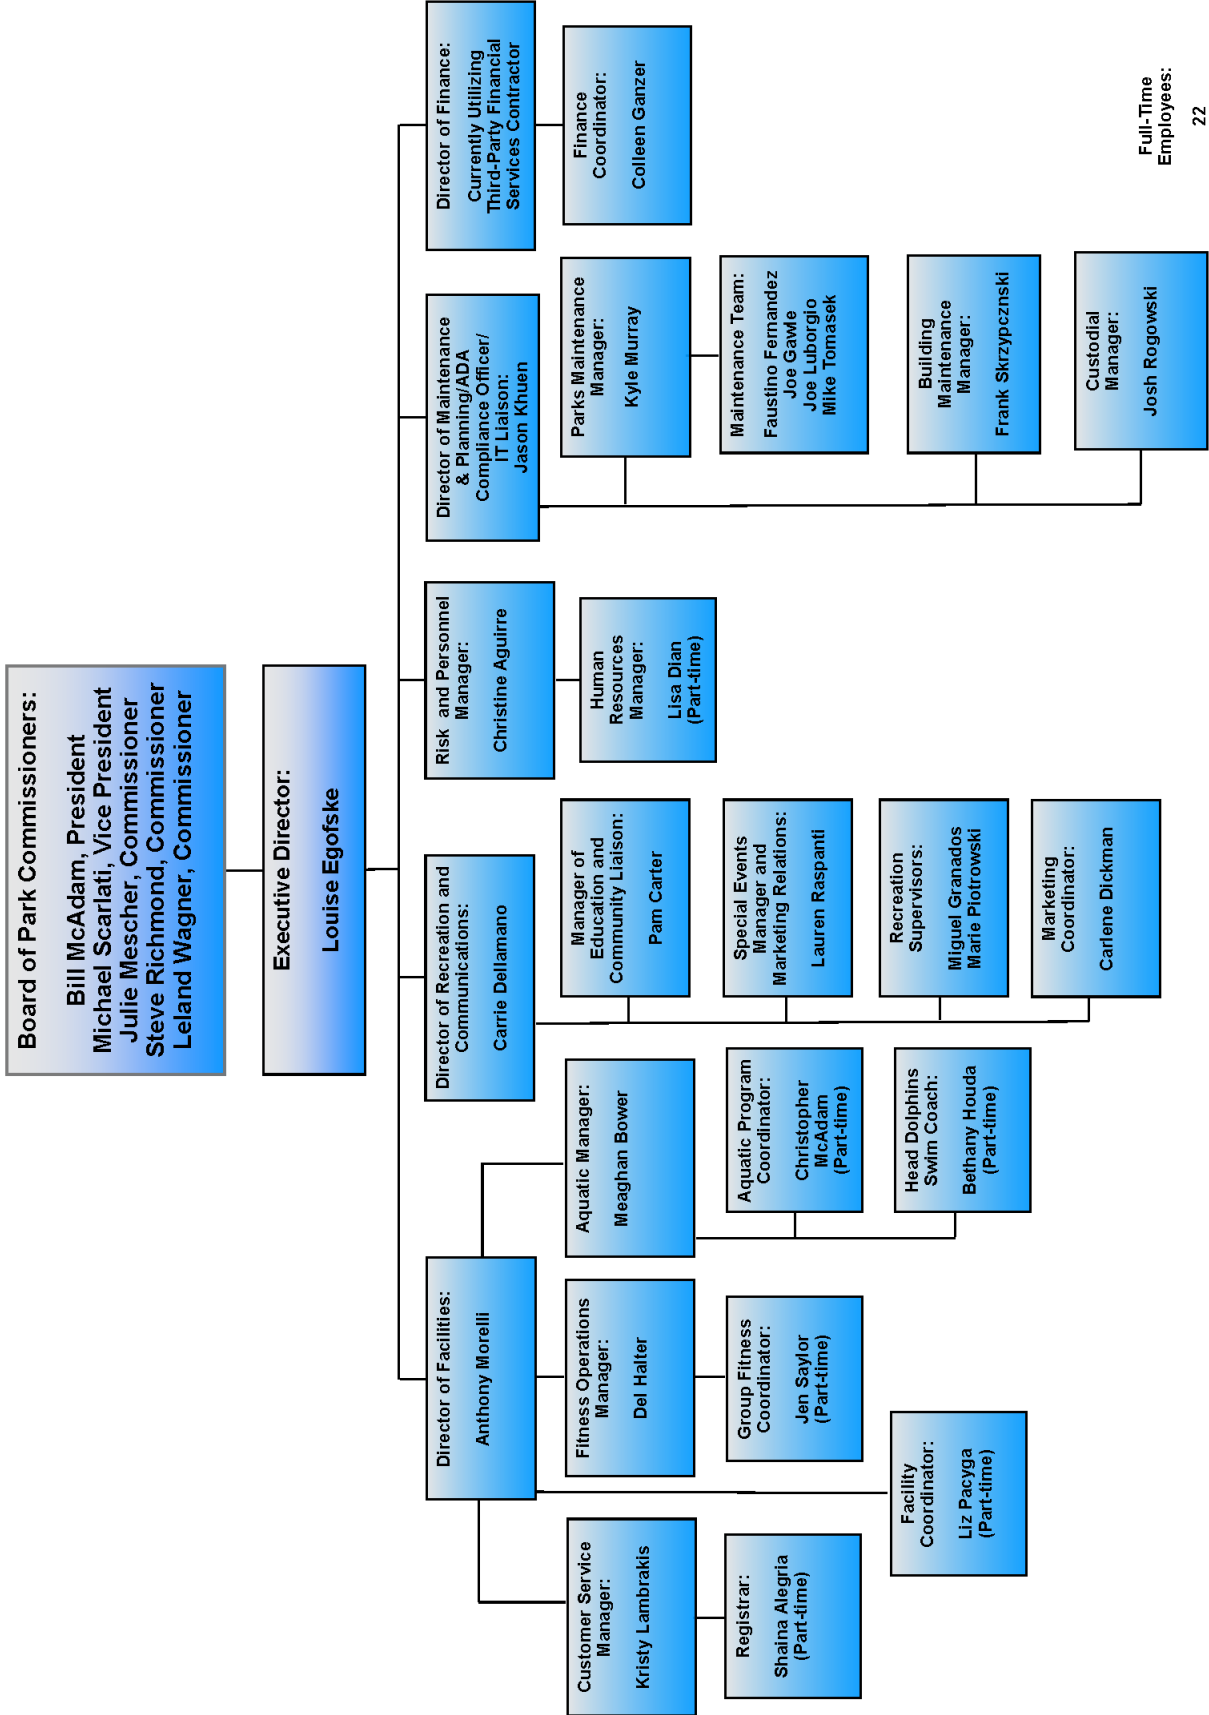 Board of Park Commissioners:
Bill McAdam, President
Michael Scarlati, Vice President
Julie Mescher, Commissioner
Steve Richmond, Commissioner
Leland Wagner, Commissioner
Executive Director:
Louise Egofske
Director of Facilities:
Anthony Morelli
Customer Service
Manager:
Kristy Lambrakis
Registrar:
Shaina Alegria
(Part-time)
Facility
Coordinator:
Liz Pacyga
(Part-time)
Fitness Operations
Manager:
Del Halter
Group Fitness
Coordinator:
Jen Saylor
(Part-time)
Aquatic Manager:
Meaghan Bower
Aquatic Program
Coordinator:
Christopher
McAdam
(Part-time)
Head Dolphins
Swim Coach:
Bethany Houda
(Part-time)
Director of Recreation and
Communications:
Carrie Dellamano
Manager of
Education and
Community Liaison:
Pam Carter
Special Events
Manager and
Marketing Relations:
Lauren Raspanti
Recreation
Supervisors:
Miguel Granados
Marie Piotrowski
Marketing
Coordinator:
Carlene Dickman
Risk and Personnel
Manager:
Christine Aguirre
Human
Resources
Manager:
Lisa Dian
(Part-time)
Director of Maintenance
& Planning/ADA
Compliance Officer/
IT Liaison:
Jason Khuen
Parks Maintenance
Manager:
Kyle Murray
Maintenance Team:
Faustino Fernandez
Joe Gawle
Joe Luborgio
Mike Tomasek
Building
Maintenance
Manager:
Frank Skrzypcznski
Custodial
Manager:
Josh Rogowski
Director of Finance:
Currently Utilizing
Third-Party Financial
Services Contractor
Finance
Coordinator:
Colleen Ganzer
Full-Time
Employees:
22